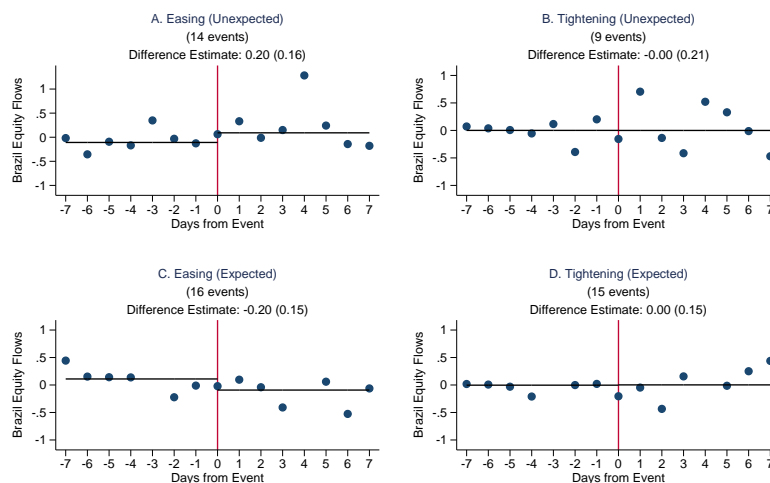 A. Easing (Unexpected)
(14 events)
Difference Estimate: 0.20 (0.16)
Brazil Equity Flows
1
.5
0
-.5
-1
-7 -6 -5 -4 -3 -2 -1 0 1 2 3 4 5 6 7
Days from Event
B. Tightening (Unexpected)
(9 events)
Difference Estimate: -0.00 (0.21)
Brazil Equity Flows
1
.5
0
-.5
-1
-7 -6 -5 -4 -3 -2 -1 0 1 2 3 4 5 6 7
Days from Event
C. Easing (Expected)
(16 events)
Difference Estimate: -0.20 (0.15)
Brazil Equity Flows
1
.5
0
-.5
-1
-7 -6 -5 -4 -3 -2 -1 0 1 2 3 4 5 6 7
Days from Event
D. Tightening (Expected)
(15 events)
Difference Estimate: 0.00 (0.15)
Brazil Equity Flows
1
.5
0
-.5
-1
-7 -6 -5 -4 -3 -2 -1 0 1 2 3 4 5 6 7
Days from Event